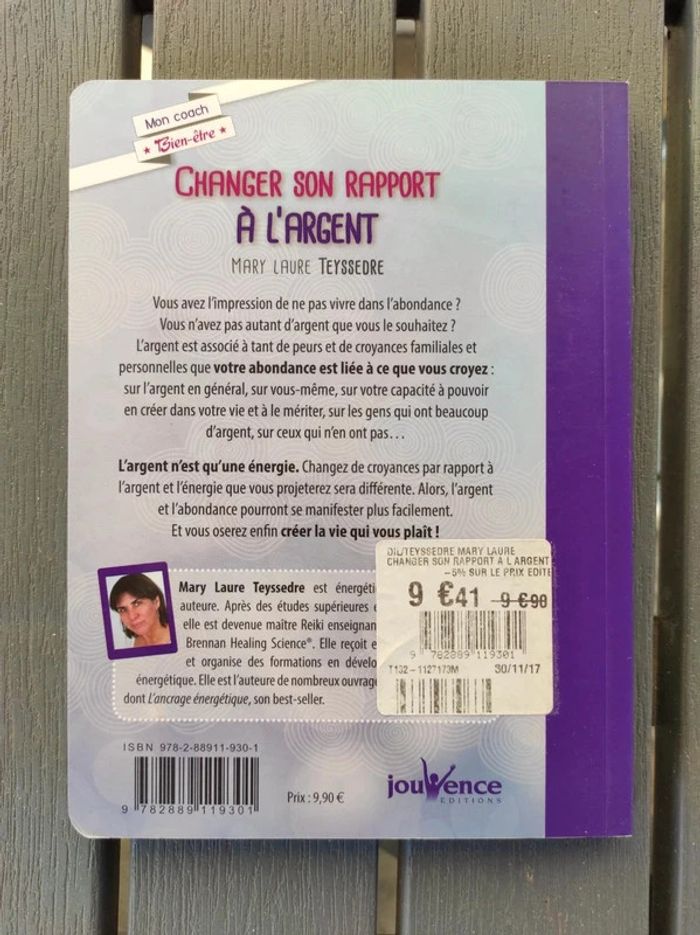 Mon coach
★ Bien-être ★
CHANGER SON RAPPORT
À L'ARGENT
MARY LAURE TEYSSEDRE
Vous avez l'impression de ne pas vivre dans l'abondance ?
Vous n'avez pas autant d'argent que vous le souhaitez ?
L'argent est associé à tant de peurs et de croyances familiales et
personnelles que votre abondance est liée à ce que vous croyez :
sur l'argent en général, sur vous-même, sur votre capacité à pouvoir
en créer dans votre vie et à le mériter, sur les gens qui ont beaucoup
d'argent, sur ceux qui n'en ont pas…
L'argent n'est qu'une énergie. Changez de croyances par rapport à
l'argent et l'énergie que vous projeterez sera différente. Alors, l'argent
et l'abondance pourront se manifester plus facilement.
Et vous oserez enfin créer la vie qui vous plaît !
Mary Laure Teyssedre est énergéti
auteure. Après des études supérieures e
elle est devenue maître Reiki enseignan
Brennan Healing Science®. Elle reçoit e
et organise des formations en dévelo
énergétique. Elle est l'auteure de nombreux ouvrage
dont L'ancrage énergétique, son best-seller.
DIL/TEYSSEDRE MARY LAURE
CHANGER SON RAPPORT A L ARGENT
-5% SUR LE PRIX EDITE
9 €41 9 €90
9 782889 119301
T132-1127173M 30/11/17
ISBN 978-2-88911-930-1
9 782889 119301
Prix : 9,90 €
jouvence
EDITIONS